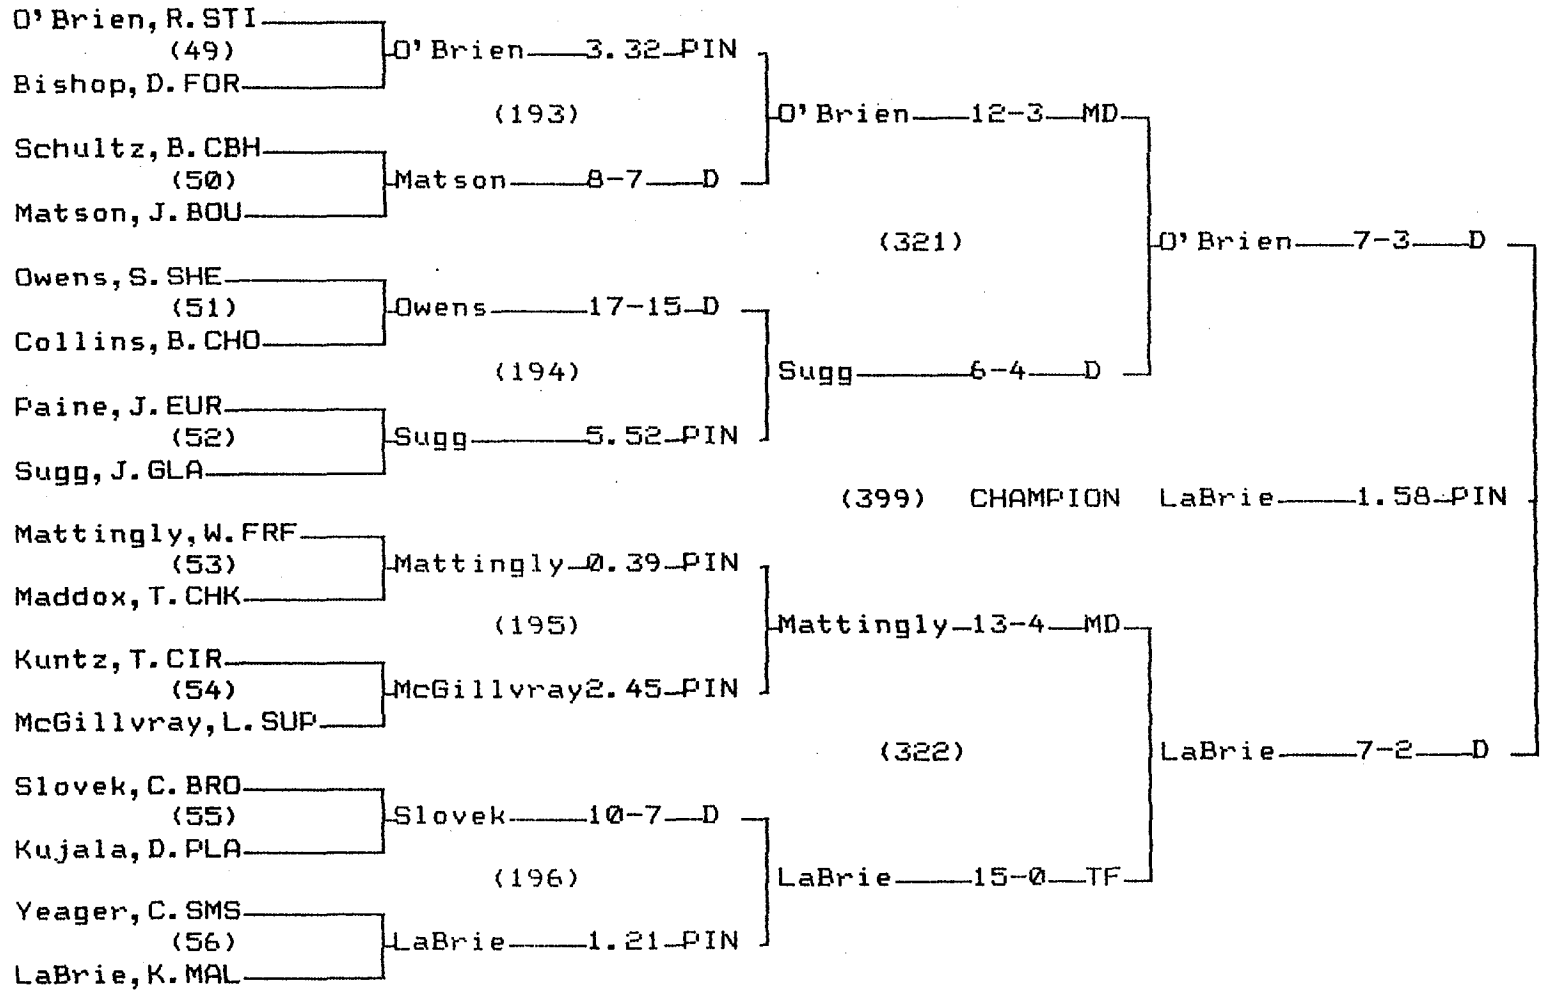 O'Brien, R. STI
(49) O'Brien 3.32 PIN
Bishop, D. FOR
(193) O'Brien 12-3 MD
Schultz, B. CBH
(50) Matson 8-7 D
Matson, J. BOU
(321) O'Brien 7-3 D
Owens, S. SHE
(51) Owens 17-15 D
Collins, B. CHO
(194) Sugg 6-4 D
Paine, J. EUR
(52) Sugg 5.52 PIN
Sugg, J. GLA
(399) CHAMPION LaBrie 1.58 PIN
Mattingly, W. FRF
(53) Mattingly 0.39 PIN
Maddox, T. CHK
(195) Mattingly 13-4 MD
Kuntz, T. CIR
(54) McGillvray 2.45 PIN
McGillvray, L. SUP
(322) LaBrie 7-2 D
Slovek, C. BRO
(55) Slovek 10-7 D
Kujala, D. PLA
(196) LaBrie 15-0 TF
Yeager, C. SMS
(56) LaBrie 1.21 PIN
LaBrie, K. MAL